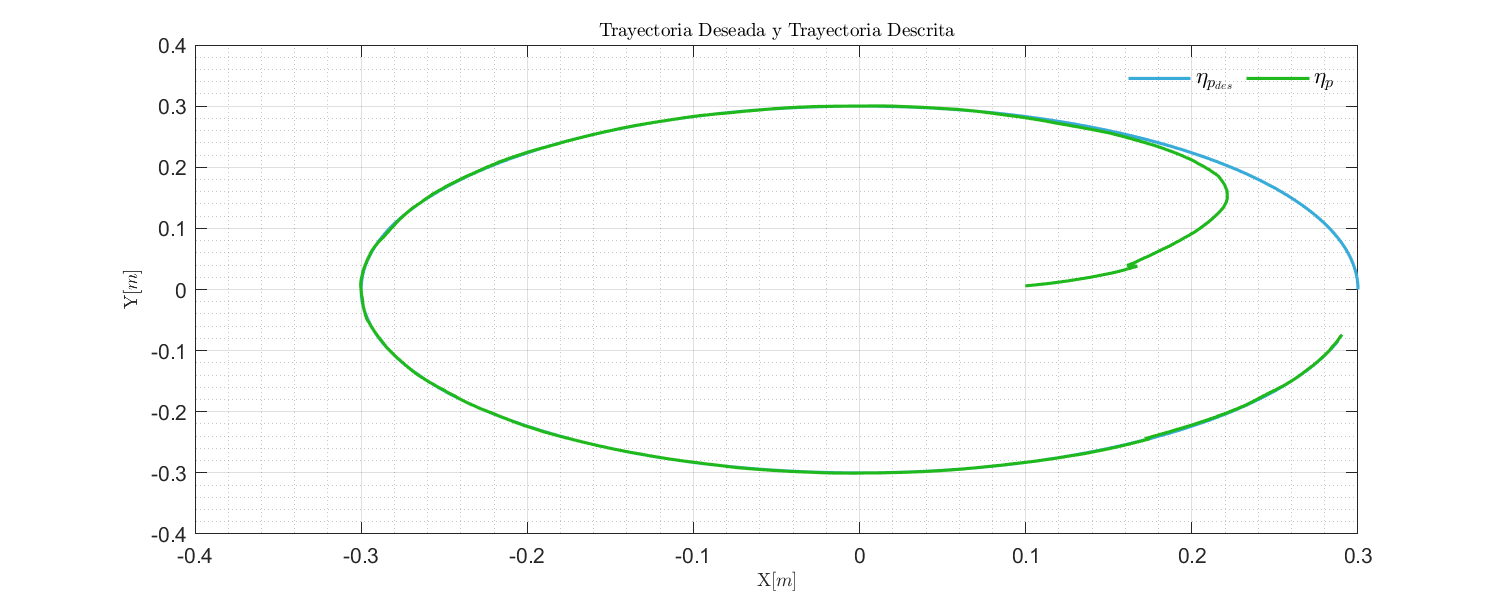 Trayectoria Deseada y Trayectoria Descrita
η_{p_{des}} η_p
0.4
0.3
0.2
0.1
0
-0.1
-0.2
-0.3
-0.4
Y[m]
-0.4 -0.3 -0.2 -0.1 0 0.1 0.2 0.3
X[m]